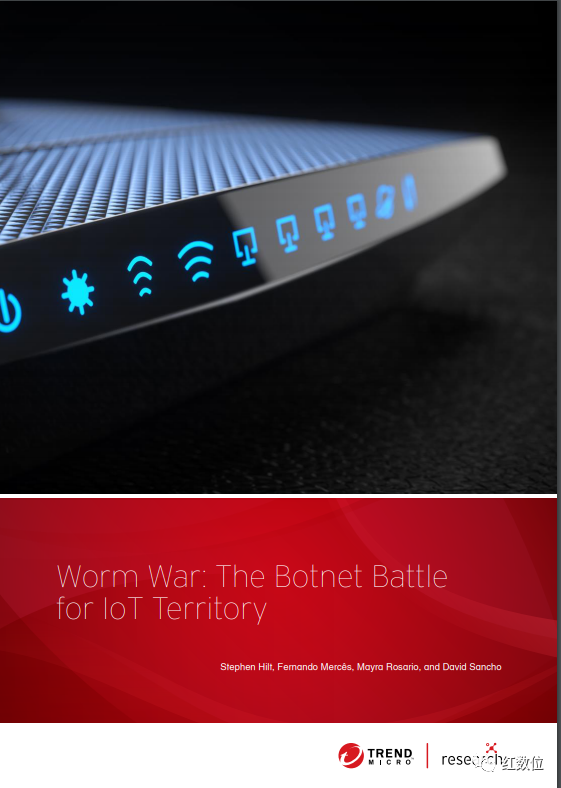 Worm War: The Botnet Battle
for IoT Territory
Stephen Hilt, Fernando Mercês, Mayra Rosario, and David Sancho
TREND
MICRO
research
红数位